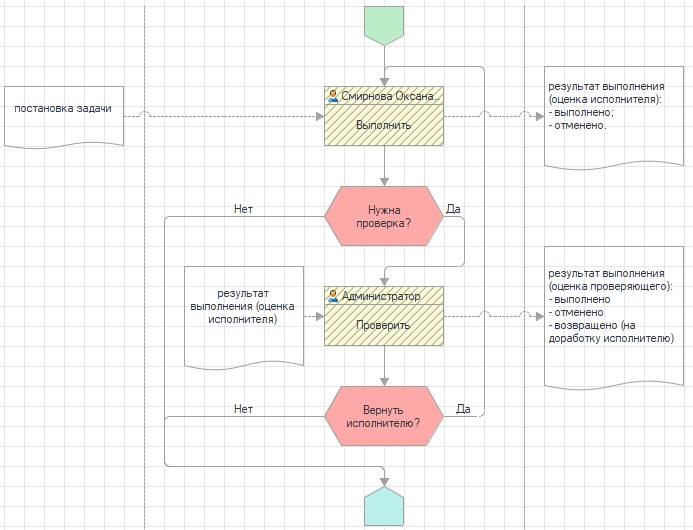 постановка задачи
Смирнова Оксана...
Выполнить
результат выполнения
(оценка исполнителя):
- выполнено;
- отменено.
Нужна
проверка?
Нет
Да
результат
выполнения (оценка
исполнителя)
Администратор
Проверить
результат выполнения
(оценка проверяющего):
- выполнено
- отменено
- возвращено (на
доработку исполнителю)
Вернуть
исполнителю?
Нет
Да